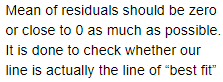 Mean of residuals should be zero
or close to 0 as much as possible.
It is done to check whether our
line is actually the line of “best fit”